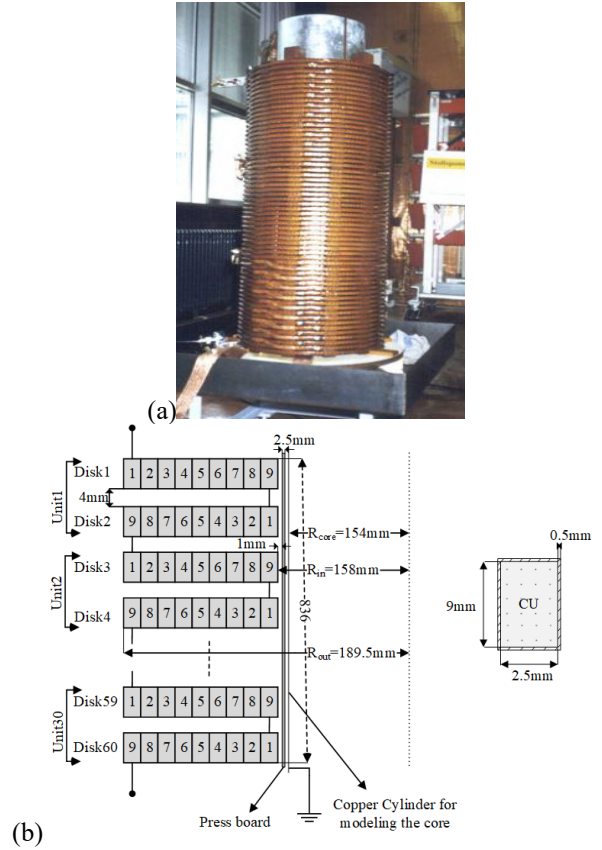 Studispann
(a)
2.5mm
Disk1 1 2 3 4 5 6 7 8 9
Unit1
4mm
Disk2 9 8 7 6 5 4 3 2 1
R_core=154mm
1mm
0.5mm
Disk3 1 2 3 4 5 6 7 8 9
R_in=158mm
Unit2
9mm
CU
836
Disk4 9 8 7 6 5 4 3 2 1
R_out=189.5mm
2.5mm
Disk59 1 2 3 4 5 6 7 8 9
Unit30
Disk60 9 8 7 6 5 4 3 2 1
Press board
Copper Cylinder for
modeling the core
(b)